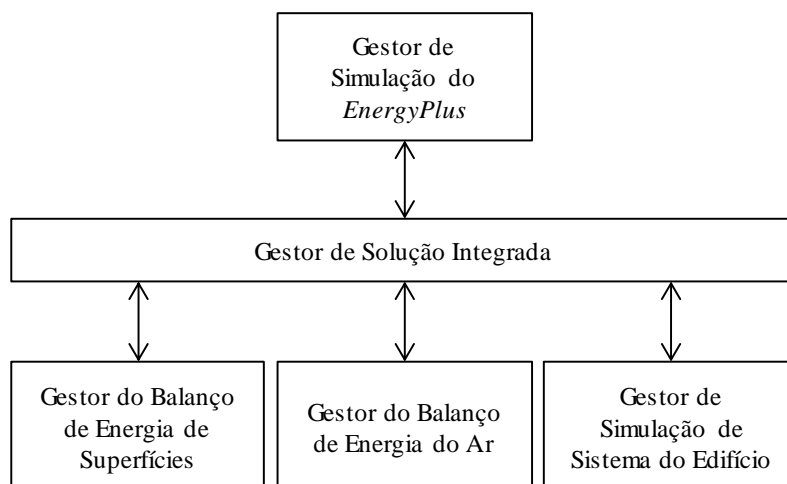 Gestor de
Simulação do
EnergyPlus
Gestor de Solução Integrada
Gestor do Balanço
de Energia de
Superfícies
Gestor do Balanço
de Energia do Ar
Gestor de
Simulação de
Sistema do Edifício